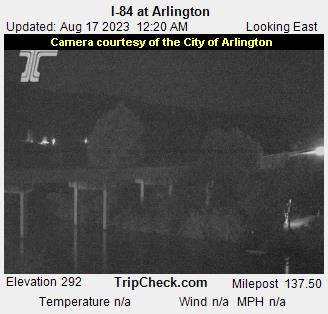 I-84 at Arlington
Updated: Aug 17 2023 12:20 AM Looking East
Camera courtesy of the City of Arlington
Elevation 292 TripCheck.com Milepost 137.50
Temperature n/a Wind n/a MPH n/a